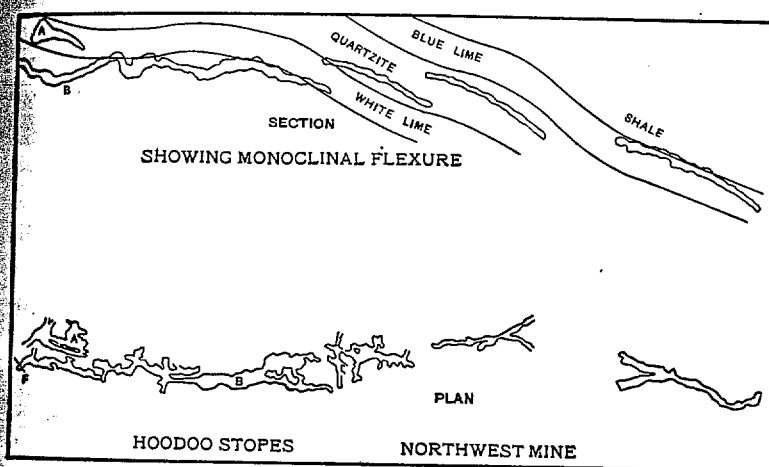 A
BLUE LIME
QUARTZITE
B
WHITE LIME
SHALE
SECTION
SHOWING MONOCLINAL FLEXURE
A
B
PLAN
HOODOO STOPES
NORTHWEST MINE